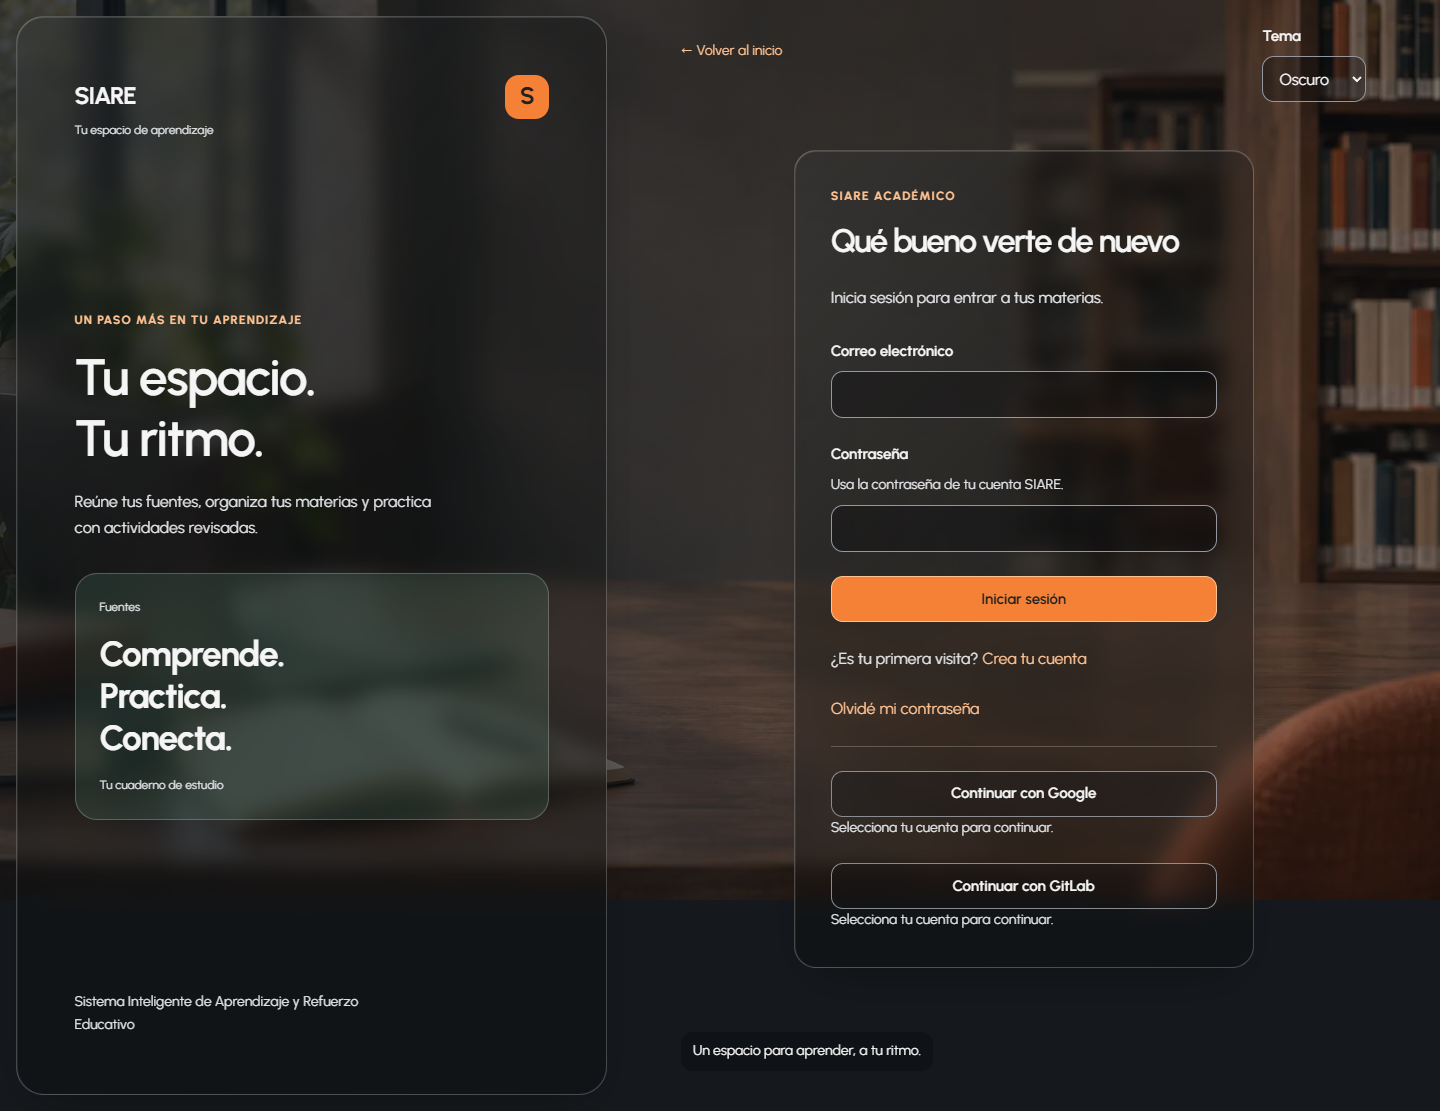 SIARE
S
Tu espacio de aprendizaje
UN PASO MÁS EN TU APRENDIZAJE
Tu espacio.
Tu ritmo.
Reúne tus fuentes, organiza tus materias y practica
con actividades revisadas.
Fuentes
Comprende.
Practica.
Conecta.
Tu cuaderno de estudio
Sistema Inteligente de Aprendizaje y Refuerzo
Educativo
← Volver al inicio
Tema
Oscuro
SIARE ACADÉMICO
Qué bueno verte de nuevo
Inicia sesión para entrar a tus materias.
Correo electrónico
Contraseña
Usa la contraseña de tu cuenta SIARE.
Iniciar sesión
¿Es tu primera visita? Crea tu cuenta
Olvidé mi contraseña
Continuar con Google
Selecciona tu cuenta para continuar.
Continuar con GitLab
Selecciona tu cuenta para continuar.
Un espacio para aprender, a tu ritmo.